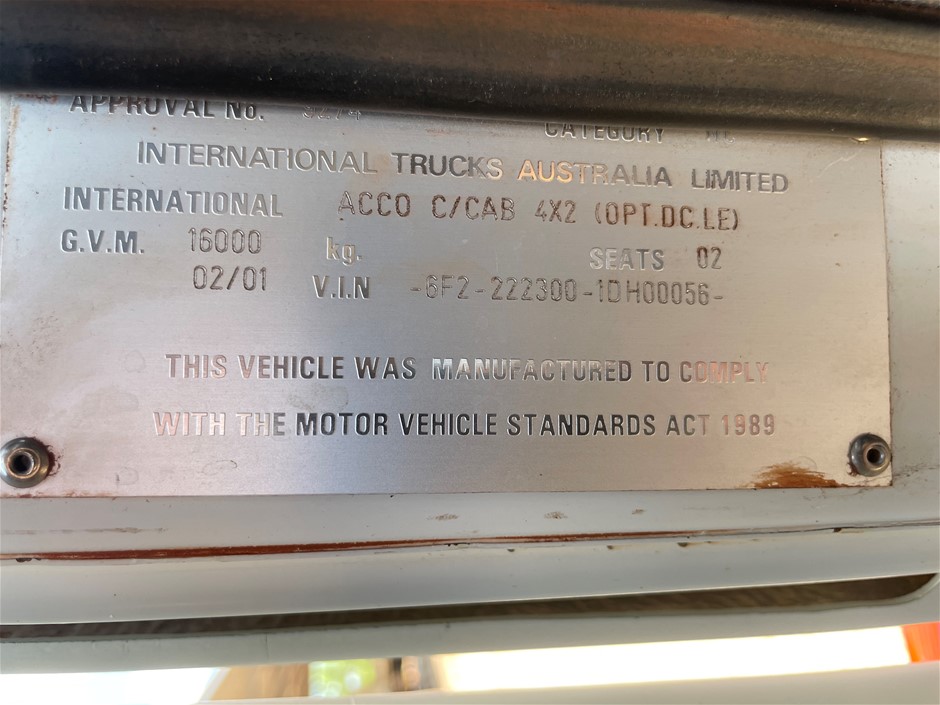 APPROVAL No.
CATEGORY
INTERNATIONAL TRUCKS AUSTRALIA LIMITED
INTERNATIONAL ACCO C/CAB 4X2 (OPT.DC.LE)
G.V.M. 16000 kg. SEATS 02
02/01 V.I.N -6F2-222300-1DH00056-
THIS VEHICLE WAS MANUFACTURED TO COMPLY
WITH THE MOTOR VEHICLE STANDARDS ACT 1989